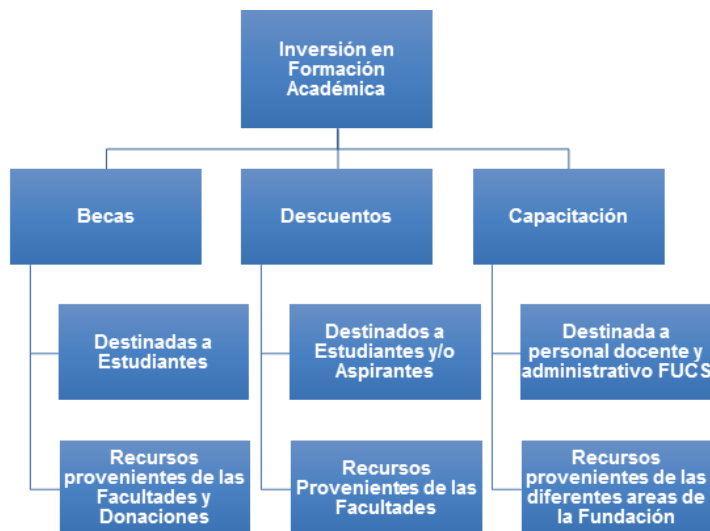 Inversión en
Formación
Académica
Becas
Descuentos
Capacitación
Destinadas a
Estudiantes
Destinados a
Estudiantes y/o
Aspirantes
Destinada a
personal docente y
administrativo FUCS
Recursos
provenientes de las
Facultades y
Donaciones
Recursos
Provenientes de las
Facultades
Recursos
provenientes de las
diferentes areas de
la Fundación